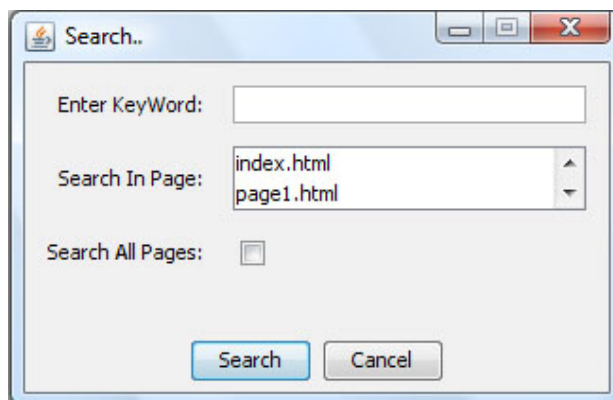 Search..
Enter KeyWord:
Search In Page:
index.html
page1.html
Search All Pages:
Search Cancel